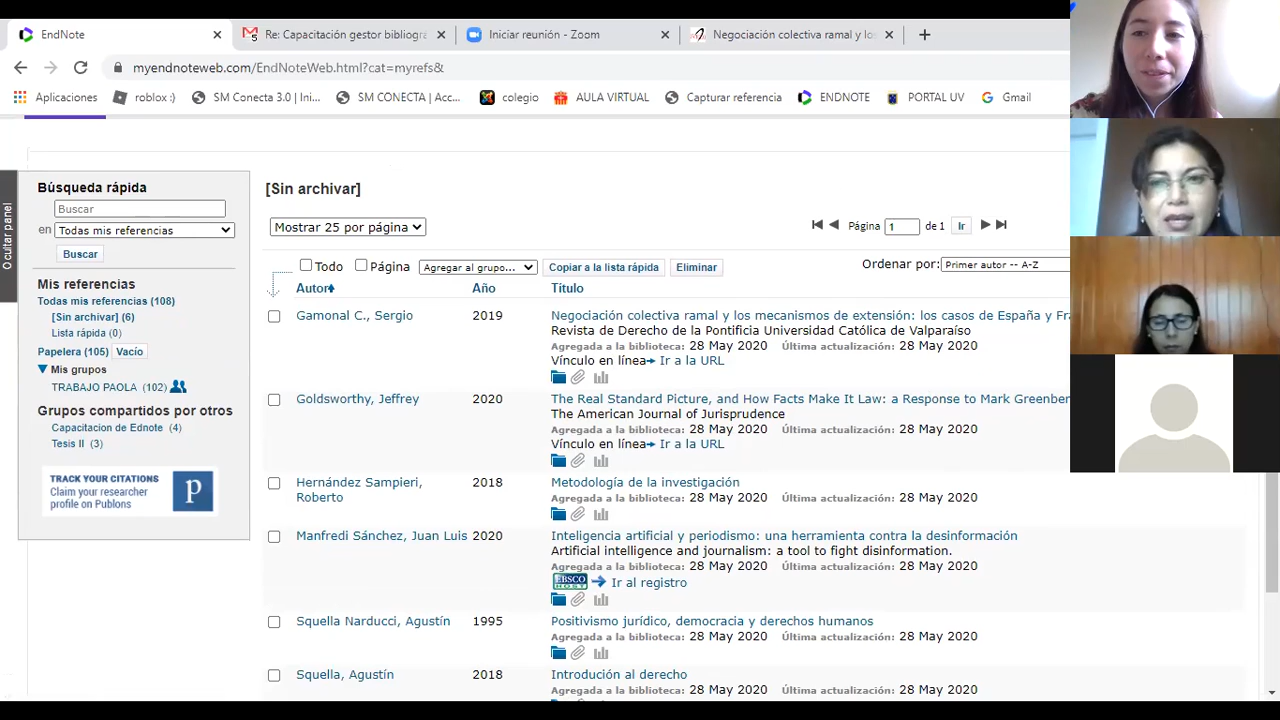 EndNote
Re: Capacitación gestor bibliogra
Iniciar reunión - Zoom
Negociación colectiva ramal y los
myendnoteweb.com/EndNoteWeb.html?cat=myrefs&
Aplicaciones
roblox :)
SM Conecta 3.0 | Ini...
SM CONECTA | Acc...
colegio
AULA VIRTUAL
Capturar referencia
ENDNOTE
PORTAL UV
Gmail
Ocultar panel
Búsqueda rápida
Buscar
en Todas mis referencias
Buscar
Mis referencias
Todas mis referencias (108)
[Sin archivar] (6)
Lista rápida (0)
Papelera (105) Vacío
Mis grupos
TRABAJO PAOLA (102)
Grupos compartidos por otros
Capacitacion de Ednote (4)
Tesis II (3)
TRACK YOUR CITATIONS
Claim your researcher
profile on Publons
p
[Sin archivar]
Mostrar 25 por página
Página 1 de 1 Ir
Todo Página Agregar al grupo... Copiar a la lista rápida Eliminar
Ordenar por: Primer autor -- A-Z
Autor Año Título
Gamonal C., Sergio 2019 Negociación colectiva ramal y los mecanismos de extensión: los casos de España y Fra
Revista de Derecho de la Pontificia Universidad Católica de Valparaíso
Agregada a la biblioteca: 28 May 2020 Última actualización: 28 May 2020
Vínculo en línea Ir a la URL
Goldsworthy, Jeffrey 2020 The Real Standard Picture, and How Facts Make It Law: a Response to Mark Greenber
The American Journal of Jurisprudence
Agregada a la biblioteca: 28 May 2020 Última actualización: 28 May 2020
Vínculo en línea Ir a la URL
Hernández Sampieri, 2018 Metodología de la investigación
Roberto Agregada a la biblioteca: 28 May 2020 Última actualización: 28 May 2020
Manfredi Sánchez, Juan Luis 2020 Inteligencia artificial y periodismo: una herramienta contra la desinformación
Artificial intelligence and journalism: a tool to fight disinformation.
Agregada a la biblioteca: 28 May 2020 Última actualización: 28 May 2020
EBSCO HOST Ir al registro
Squella Narducci, Agustín 1995 Positivismo jurídico, democracia y derechos humanos
Agregada a la biblioteca: 28 May 2020 Última actualización: 28 May 2020
Squella, Agustín 2018 Introdución al derecho
Agregada a la biblioteca: 28 May 2020 Última actualización: 28 May 2020